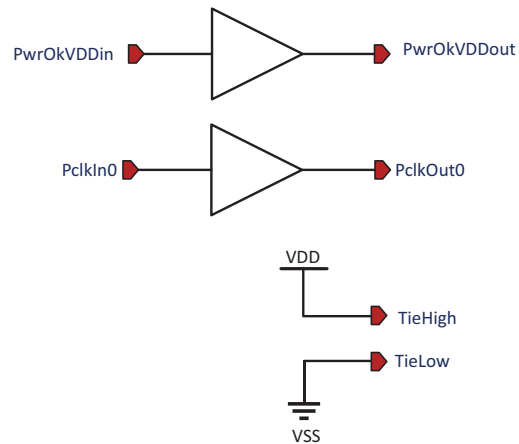 PwrOkVDDin
PwrOkVDDout
PclkIn0
PclkOut0
VDD
TieHigh
TieLow
VSS